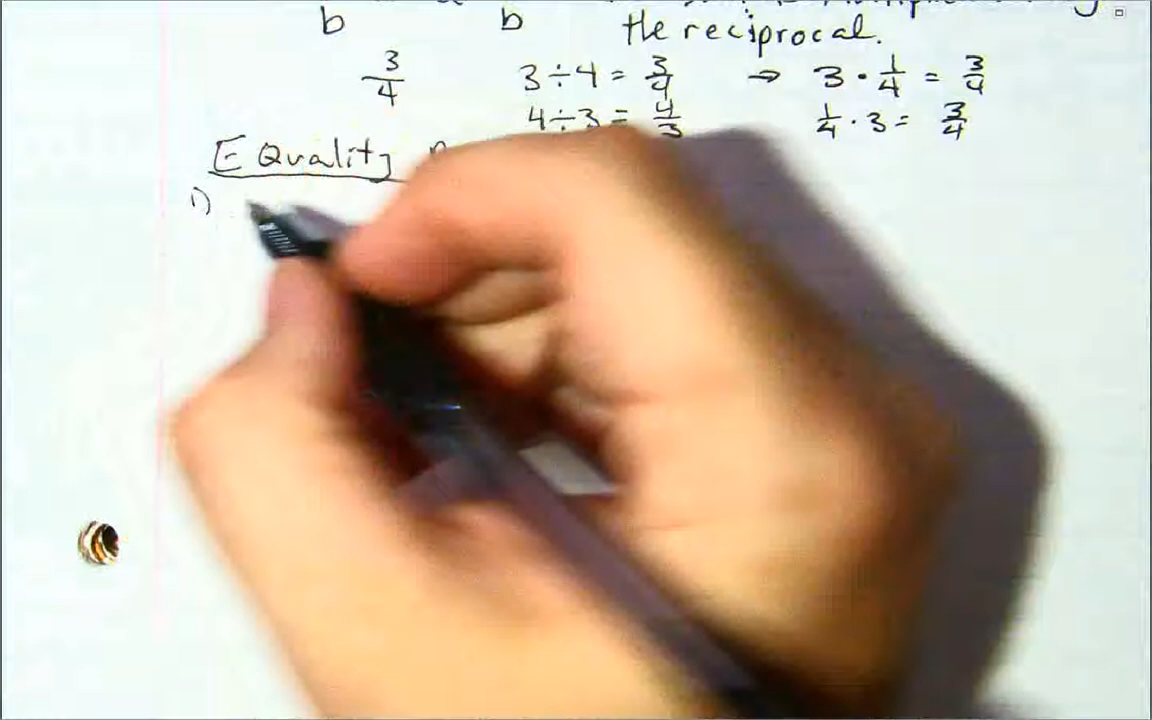 b b the reciprocal.
3/4 3÷4 = 3/4 → 3 · 1/4 = 3/4
4÷3 = 4/3 1/4 · 3 = 3/4
EQuality
1)